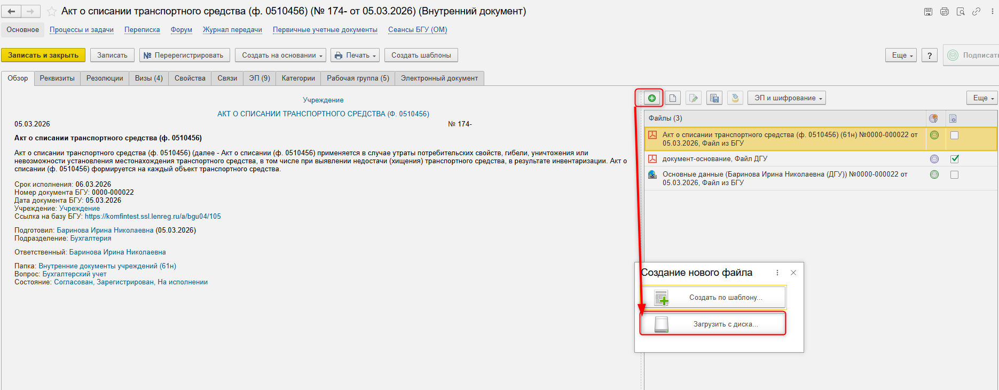 Акт о списании транспортного средства (ф. 0510456) (№ 174- от 05.03.2026) (Внутренний документ)
Основное Процессы и задачи Переписка Форум Журнал передачи Первичные учетные документы Сеансы БГУ (ОМ)
Записать и закрыть Записать № Перерегистрировать Создать на основании Печать Создать шаблоны Еще ? Подписать
Обзор Реквизиты Резолюции Визы (4) Свойства Связи ЭП (9) Категории Рабочая группа (5) Электронный документ
Учреждение
АКТ О СПИСАНИИ ТРАНСПОРТНОГО СРЕДСТВА (Ф. 0510456)
05.03.2026 № 174-
Акт о списании транспортного средства (ф. 0510456)
Акт о списании транспортного средства (ф. 0510456) (далее - Акт о списании (ф. 0510456) применяется в случае утраты потребительских свойств, гибели, уничтожения или
невозможности установления местонахождения транспортного средства, в том числе при выявлении недостачи (хищения) транспортного средства, в результате инвентаризации. Акт о
списании (ф. 0510456) формируется на каждый объект транспортного средства.
Срок исполнения: 06.03.2026
Номер документа БГУ: 0000-000022
Дата документа БГУ: 05.03.2026
Учреждение: Учреждение
Ссылка на базу БГУ: https://komfintest.ssl.lenreg.ru/a/bgu04/105
Подготовил: Баринова Ирина Николаевна (05.03.2026)
Подразделение: Бухгалтерия
Ответственный: Баринова Ирина Николаевна
Папка: Внутренние документы учреждений (61н)
Вопрос: Бухгалтерский учет
Состояние: Согласован, Зарегистрирован, На исполнении
ЭП и шифрование Еще
Файлы (3)
Акт о списании транспортного средства (ф. 0510456) (61н) №0000-000022 от
05.03.2026, Файл из БГУ
документ-основание, Файл ДГУ
Основные данные (Баринова Ирина Николаевна (ДГУ)) №0000-000022 от
05.03.2026, Файл из БГУ
Создание нового файла
Создать по шаблону...
Загрузить с диска...